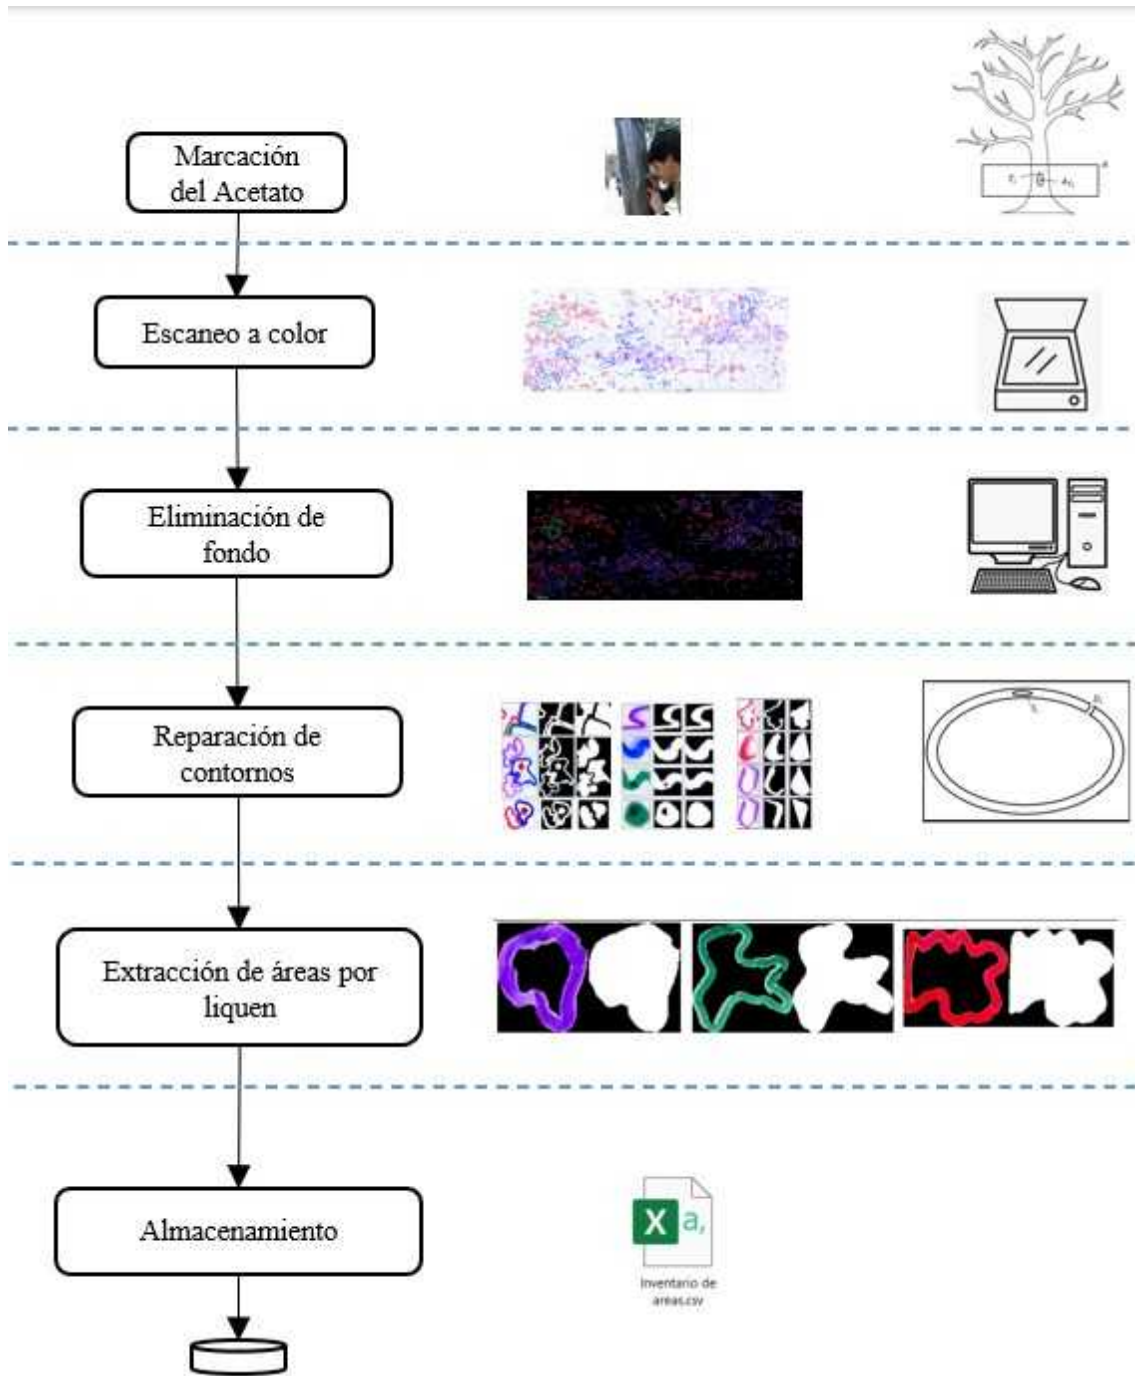 Marcación
del Acetato
Escaneo a color
Eliminación de
fondo
Reparación de
contornos
Extracción de áreas por
liquen
Almacenamiento
X a,
Inventario de
areas.csv